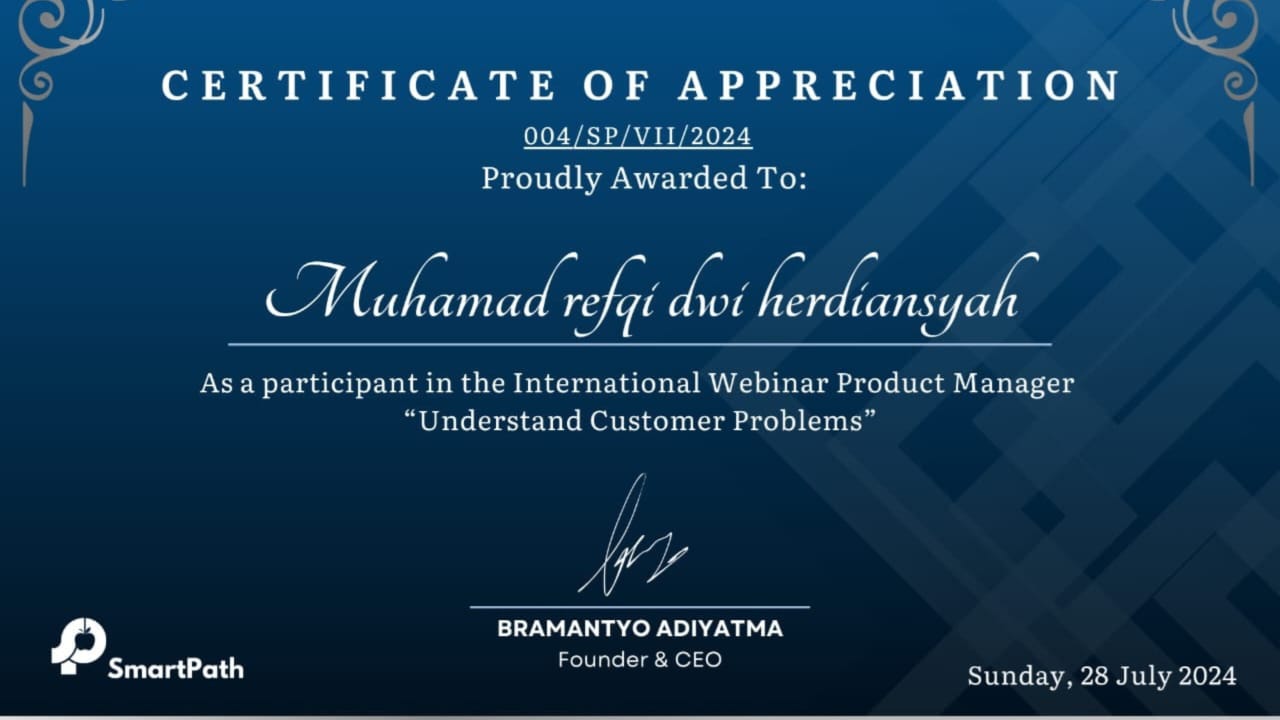 CERTIFICATE OF APPRECIATION
004/SP/VII/2024
Proudly Awarded To:
Muhamad refqi dwi herdiansyah
As a participant in the International Webinar Product Manager
“Understand Customer Problems”
BRAMANTYO ADIYATMA
Founder & CEO
SmartPath
Sunday, 28 July 2024